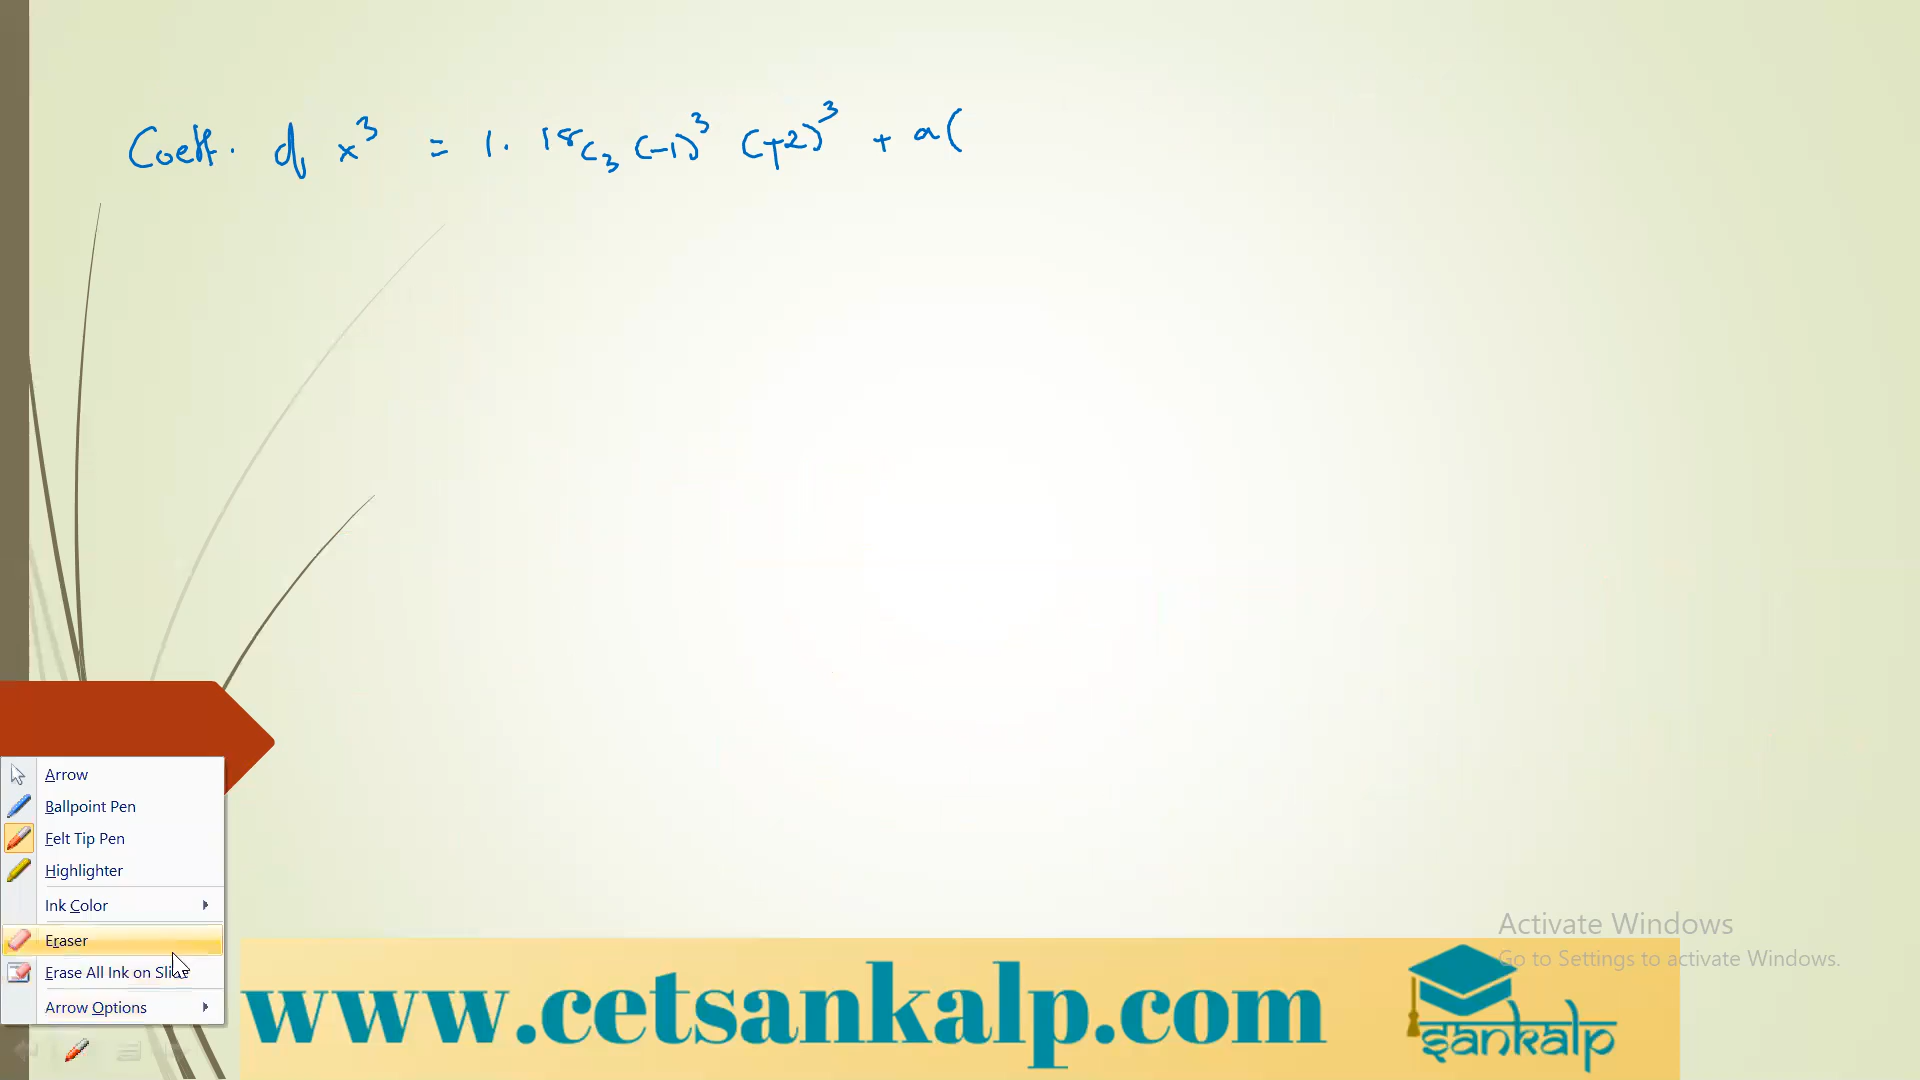 Coeff. of x³ = 1. 18C₃ (-1)³ (+2)³ + a(
Arrow
Ballpoint Pen
Felt Tip Pen
Highlighter
Ink Color
Eraser
Erase All Ink on Slide
Arrow Options
Activate Windows
Go to Settings to activate Windows.
www.cetsankalp.com
sankalp